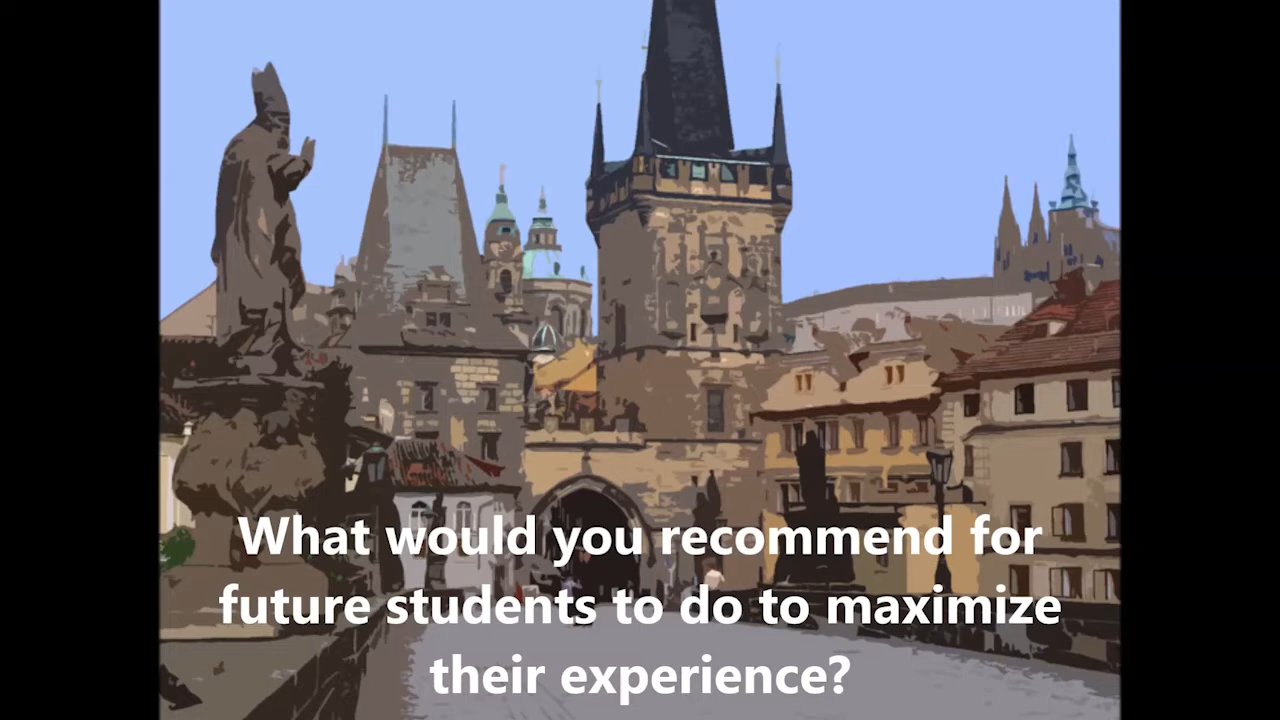 What would you recommend for
future students to do to maximize
their experience?